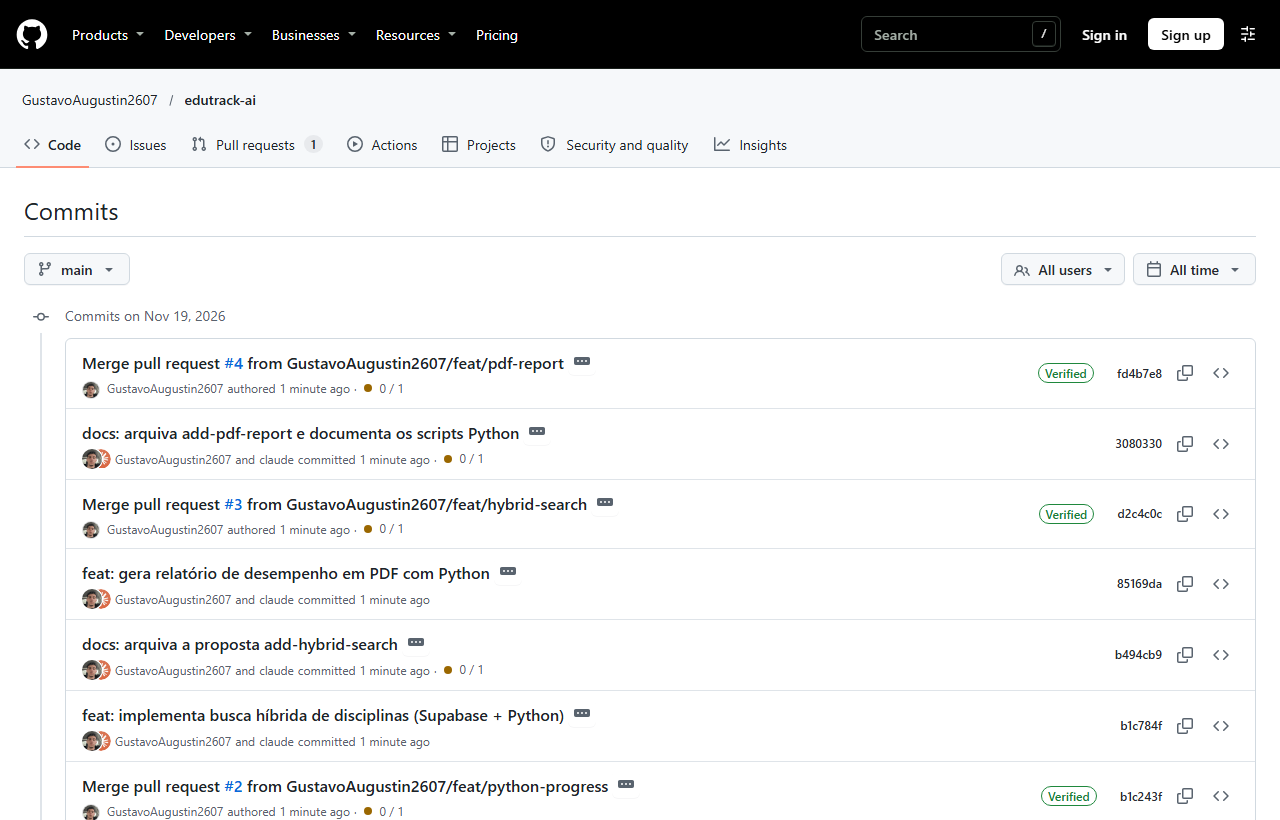 Products Developers Businesses Resources Pricing Search / Sign in Sign up
GustavoAugustin2607 / edutrack-ai
Code Issues Pull requests 1 Actions Projects Security and quality Insights
Commits
main All users All time
Commits on Nov 19, 2026
Merge pull request #4 from GustavoAugustin2607/feat/pdf-report
GustavoAugustin2607 authored 1 minute ago · 0 / 1
Verified fd4b7e8
docs: arquiva add-pdf-report e documenta os scripts Python
GustavoAugustin2607 and claude committed 1 minute ago · 0 / 1
3080330
Merge pull request #3 from GustavoAugustin2607/feat/hybrid-search
GustavoAugustin2607 authored 1 minute ago · 0 / 1
Verified d2c4c0c
feat: gera relatório de desempenho em PDF com Python
GustavoAugustin2607 and claude committed 1 minute ago
85169da
docs: arquiva a proposta add-hybrid-search
GustavoAugustin2607 and claude committed 1 minute ago · 0 / 1
b494cb9
feat: implementa busca híbrida de disciplinas (Supabase + Python)
GustavoAugustin2607 and claude committed 1 minute ago
b1c784f
Merge pull request #2 from GustavoAugustin2607/feat/python-progress
GustavoAugustin2607 authored 1 minute ago · 0 / 1
Verified b1c243f